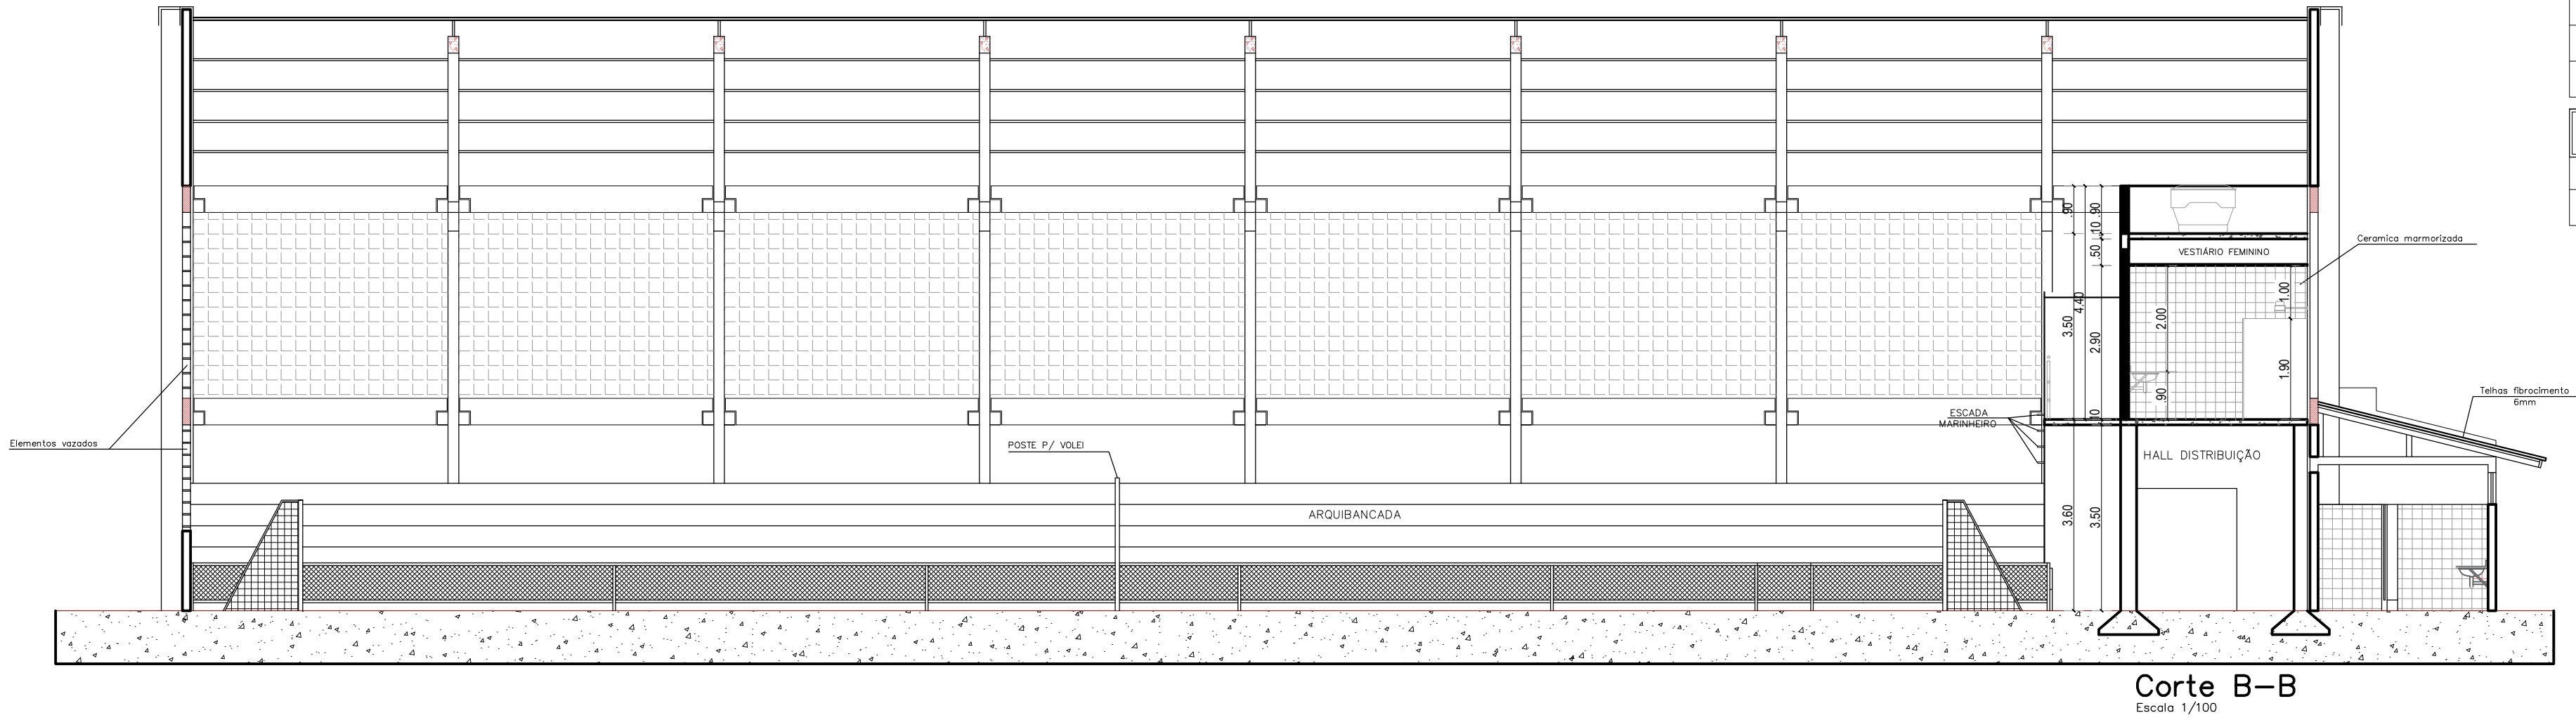 Ceramica marmorizada
VESTIÁRIO FEMININO
Telhas fibrocimento
6mm
Elementos vazados
ESCADA
MARINHEIRO
POSTE P/ VOLEI
HALL DISTRIBUIÇÃO
ARQUIBANCADA
.90
.90
.10
.50
4.40
3.50
2.90
2.00
1.00
1.90
.90
.10
3.60
3.50
Corte B-B
Escala 1/100